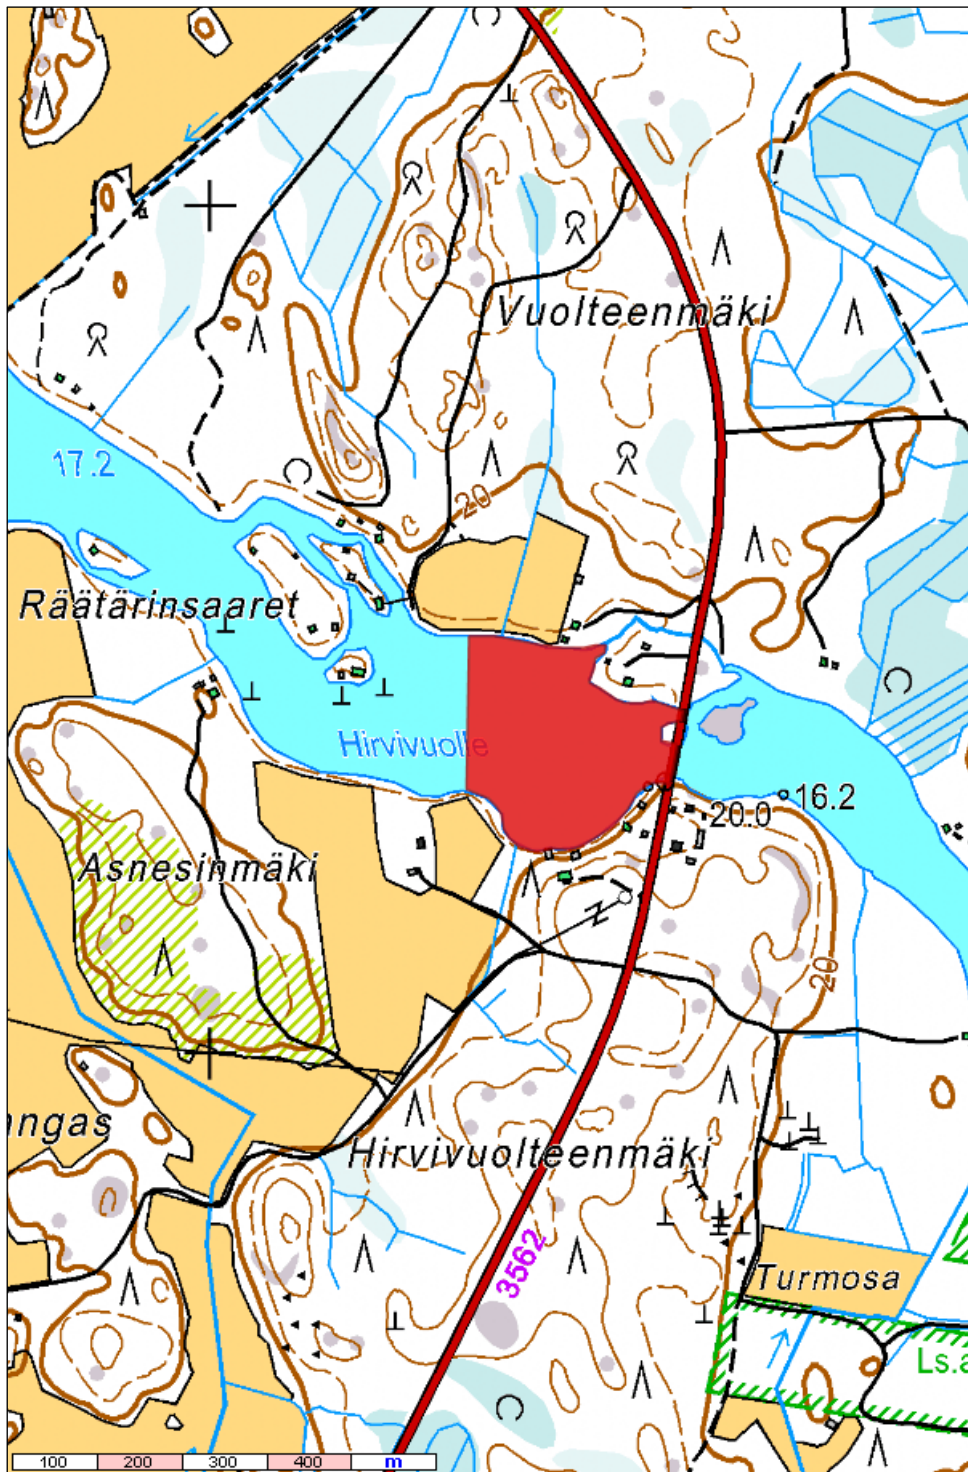 Vuolteenmäki
17.2
20
Räätärinsaaret
Hirvivuolle
16.2
20.0
Asnesinmäki
20
ngas
Hirvivuolteenmäki
3562
Turmosa
Ls.a
100 200 300 400 m